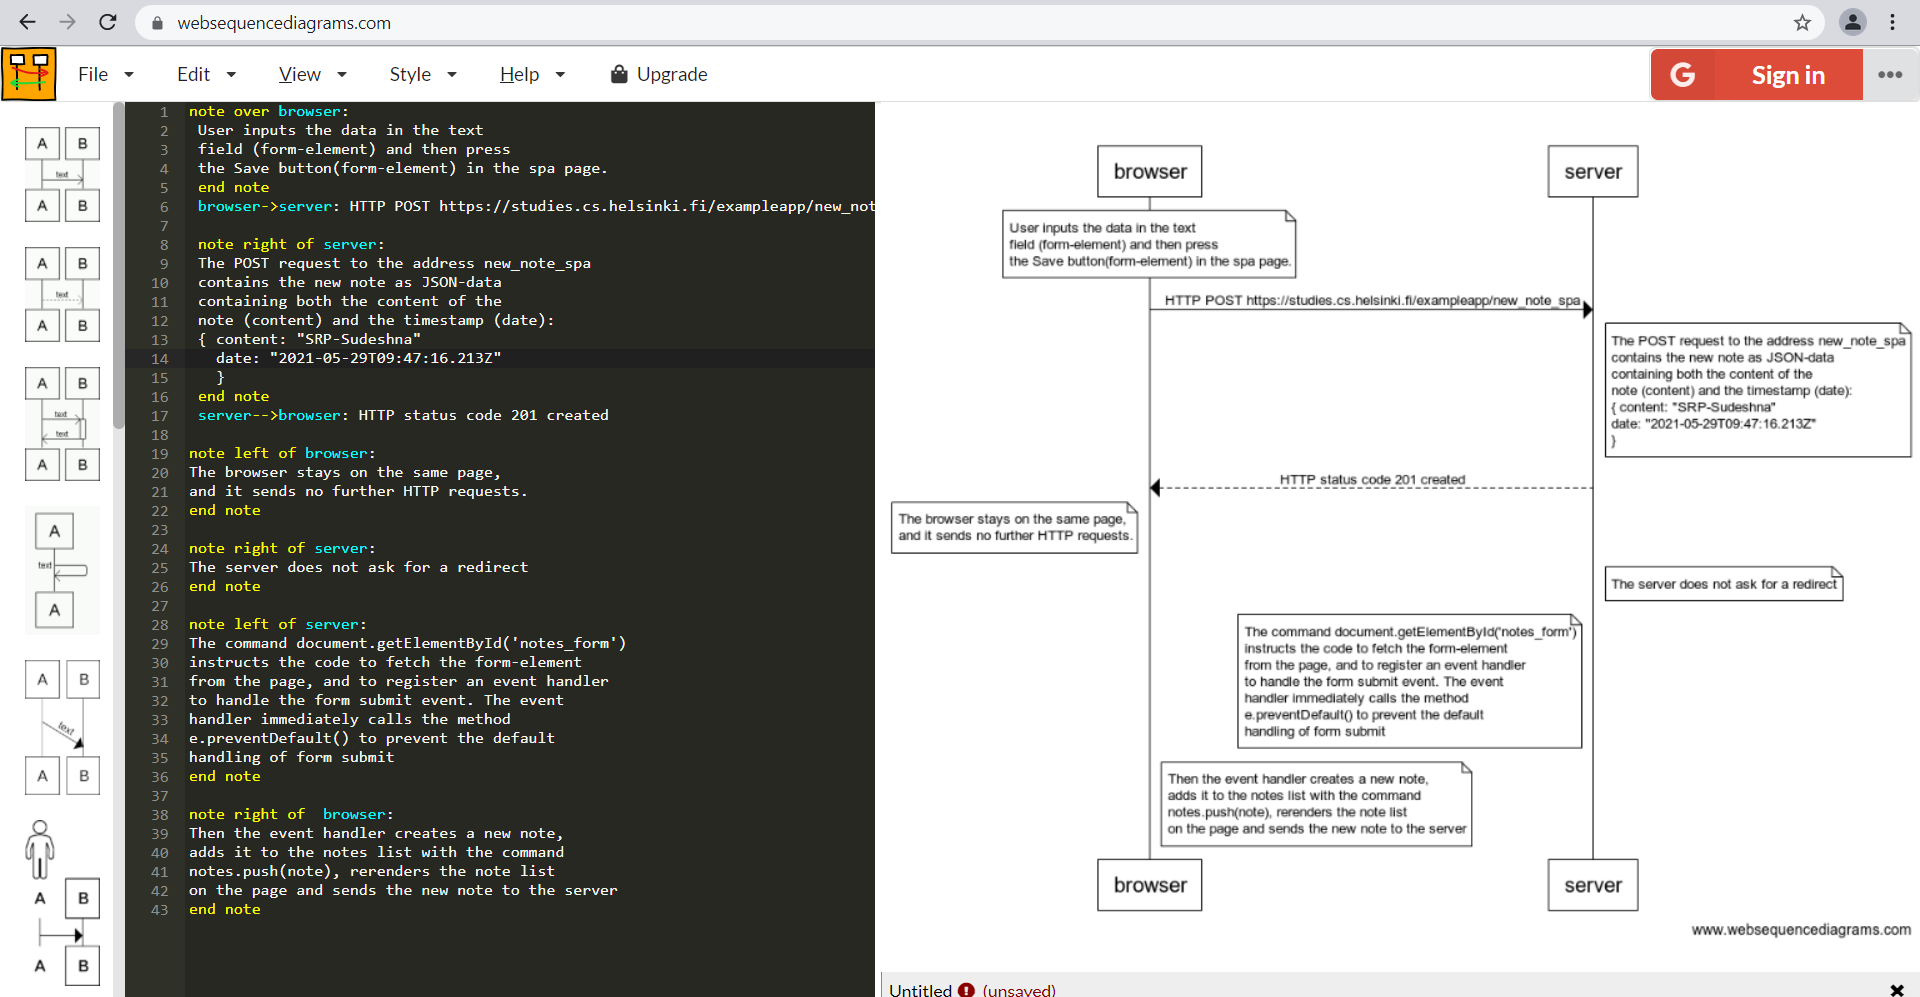 websequencediagrams.com
File Edit View Style Help Upgrade
G Sign in
A B
text
A B
A B
text
A B
A B
text
text
A B
A
text
A
A B
text
A B
A B
A B
1 note over browser:
2 User inputs the data in the text
3 field (form-element) and then press
4 the Save button(form-element) in the spa page.
5 end note
6 browser->server: HTTP POST https://studies.cs.helsinki.fi/exampleapp/new_not
7
8 note right of server:
9 The POST request to the address new_note_spa
10 contains the new note as JSON-data
11 containing both the content of the
12 note (content) and the timestamp (date):
13 { content: "SRP-Sudeshna"
14 date: "2021-05-29T09:47:16.213Z"
15 }
16 end note
17 server-->browser: HTTP status code 201 created
18
19 note left of browser:
20 The browser stays on the same page,
21 and it sends no further HTTP requests.
22 end note
23
24 note right of server:
25 The server does not ask for a redirect
26 end note
27
28 note left of server:
29 The command document.getElementById('notes_form')
30 instructs the code to fetch the form-element
31 from the page, and to register an event handler
32 to handle the form submit event. The event
33 handler immediately calls the method
34 e.preventDefault() to prevent the default
35 handling of form submit
36 end note
37
38 note right of  browser:
39 Then the event handler creates a new note,
40 adds it to the notes list with the command
41 notes.push(note), rerenders the note list
42 on the page and sends the new note to the server
43 end note
browser server
User inputs the data in the text
field (form-element) and then press
the Save button(form-element) in the spa page.
HTTP POST https://studies.cs.helsinki.fi/exampleapp/new_note_spa
The POST request to the address new_note_spa
contains the new note as JSON-data
containing both the content of the
note (content) and the timestamp (date):
{ content: "SRP-Sudeshna"
date: "2021-05-29T09:47:16.213Z"
}
HTTP status code 201 created
The browser stays on the same page,
and it sends no further HTTP requests.
The server does not ask for a redirect
The command document.getElementById('notes_form')
instructs the code to fetch the form-element
from the page, and to register an event handler
to handle the form submit event. The event
handler immediately calls the method
e.preventDefault() to prevent the default
handling of form submit
Then the event handler creates a new note,
adds it to the notes list with the command
notes.push(note), rerenders the note list
on the page and sends the new note to the server
browser server
www.websequencediagrams.com
Untitled ! (unsaved)